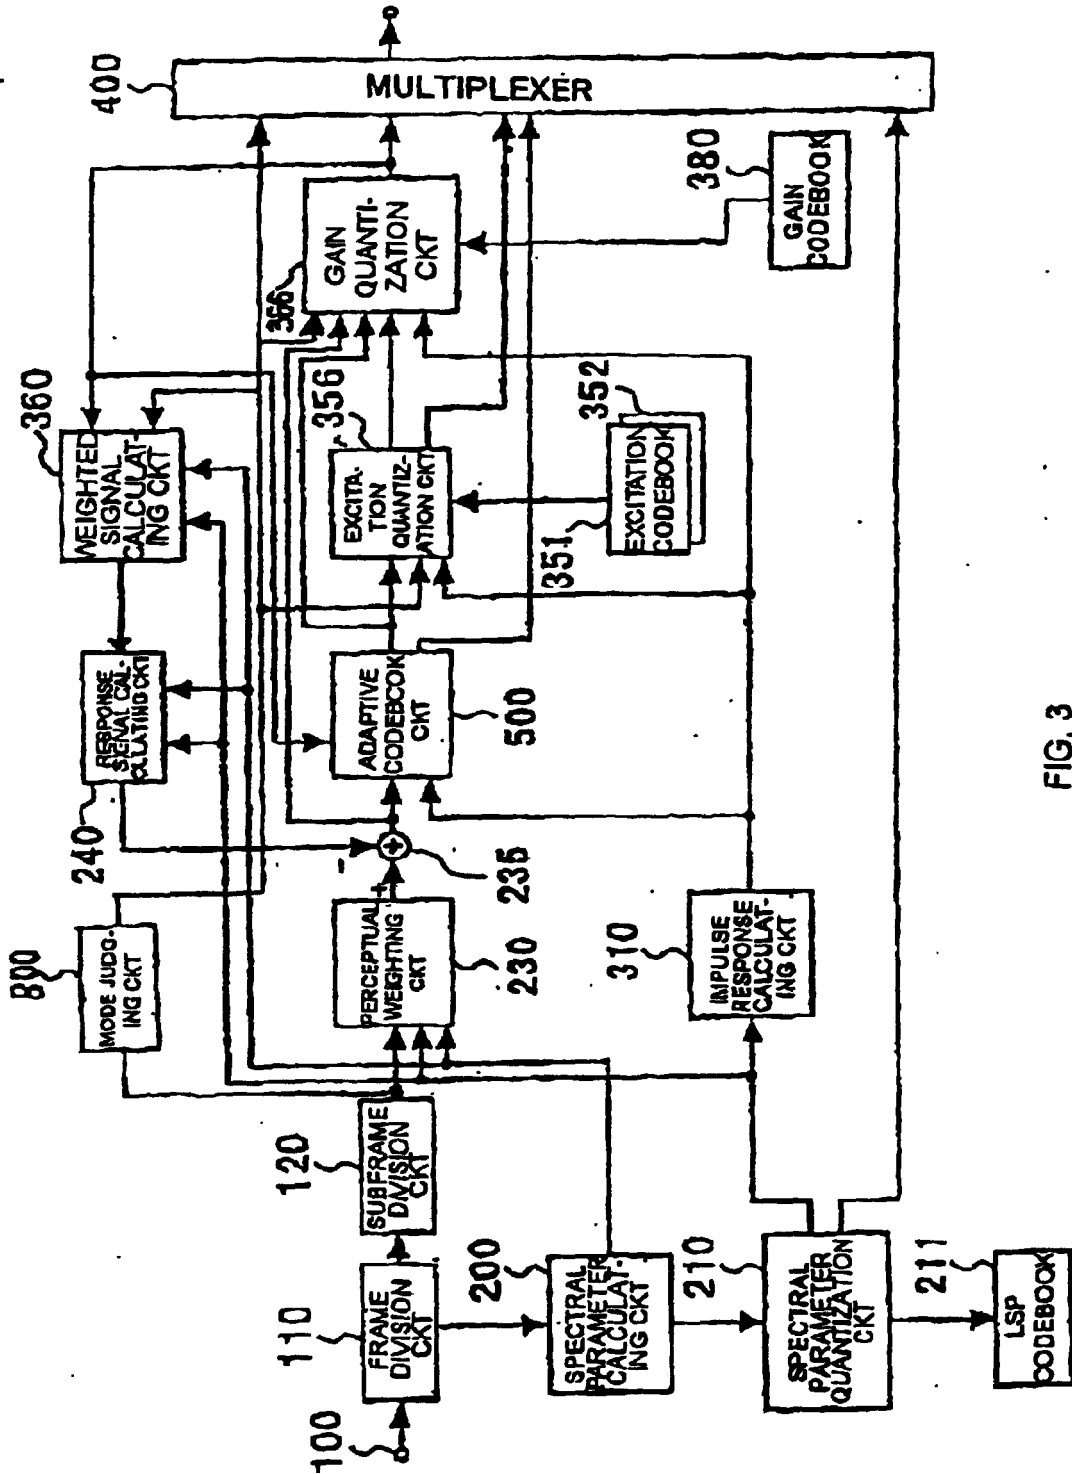 400
MULTIPLEXER
360
WEIGHTED
SIGNAL
CALCULAT-
ING CKT
240
RESPONSE
SIGNAL CAL-
CULATING CKT
800
MODE JUDG-
ING CKT
366
GAIN
QUANTI-
ZATION
CKT
380
GAIN
CODEBOOK
356
EXCITA-
TION
QUANTIZ-
ATION CKT
351
EXCITATION
CODEBOOK
352
ADAPTIVE
CODEBOOK
CKT
500
-
+
+
235
PERCEPTUAL
WEIGHTING
CKT
230
310
IMPULSE
RESPONSE
CALCULAT-
ING CKT
120
SUBFRAME
DIVISION
CKT
110
FRAME
DIVISION
CKT
100
200
SPECTRAL
PARAMETER
CALCULAT-
ING CKT
210
SPECTRAL
PARAMETER
QUANTIZATION
CKT
211
LSP
CODEBOOK
FIG. 3